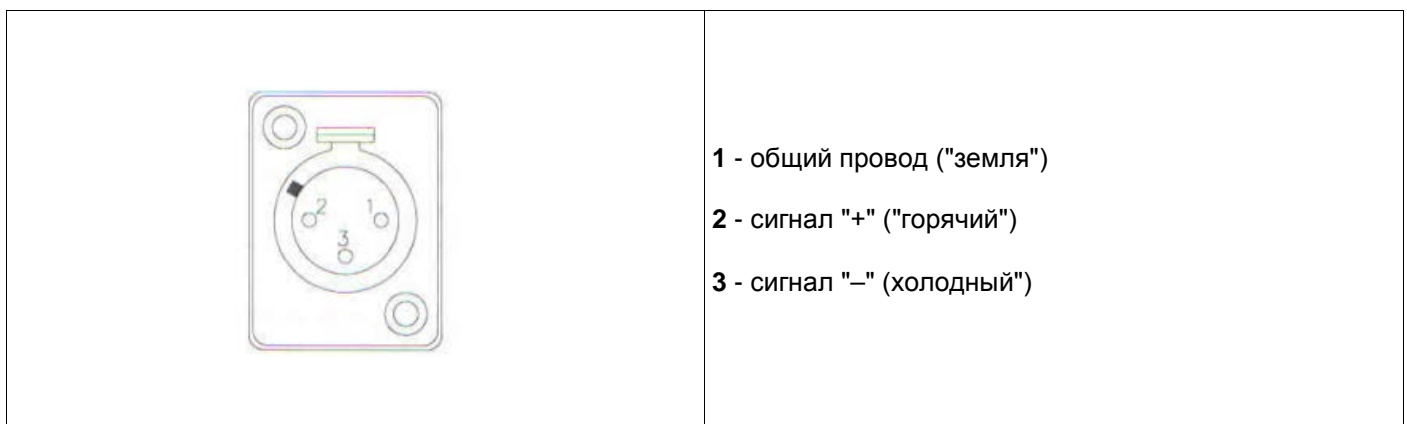 2 1
3
1 - общий провод ("земля")
2 - сигнал "+" ("горячий")
3 - сигнал "–" (холодный")